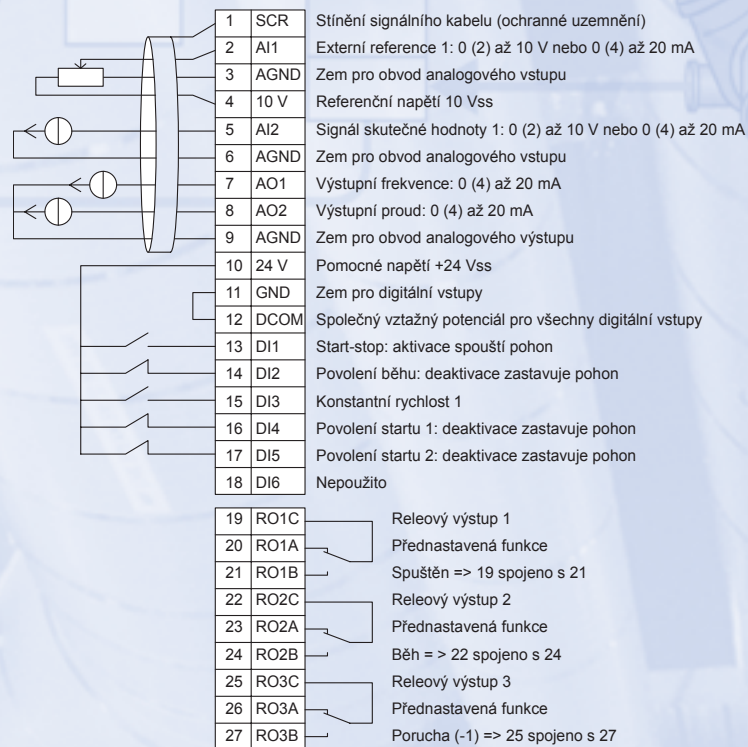 1 SCR Stínění signálního kabelu (ochranné uzemnění)
2 AI1 Externí reference 1: 0 (2) až 10 V nebo 0 (4) až 20 mA
3 AGND Zem pro obvod analogového vstupu
4 10 V Referenční napětí 10 Vss
5 AI2 Signál skutečné hodnoty 1: 0 (2) až 10 V nebo 0 (4) až 20 mA
6 AGND Zem pro obvod analogového vstupu
7 AO1 Výstupní frekvence: 0 (4) až 20 mA
8 AO2 Výstupní proud: 0 (4) až 20 mA
9 AGND Zem pro obvod analogového výstupu
10 24 V Pomocné napětí +24 Vss
11 GND Zem pro digitální vstupy
12 DCOM Společný vztažný potenciál pro všechny digitální vstupy
13 DI1 Start-stop: aktivace spouští pohon
14 DI2 Povolení běhu: deaktivace zastavuje pohon
15 DI3 Konstantní rychlost 1
16 DI4 Povolení startu 1: deaktivace zastavuje pohon
17 DI5 Povolení startu 2: deaktivace zastavuje pohon
18 DI6 Nepoužito
19 RO1C Releový výstup 1
20 RO1A Přednastavená funkce
21 RO1B Spuštěn => 19 spojeno s 21
22 RO2C Releový výstup 2
23 RO2A Přednastavená funkce
24 RO2B Běh = > 22 spojeno s 24
25 RO3C Releový výstup 3
26 RO3A Přednastavená funkce
27 RO3B Porucha (-1) => 25 spojeno s 27